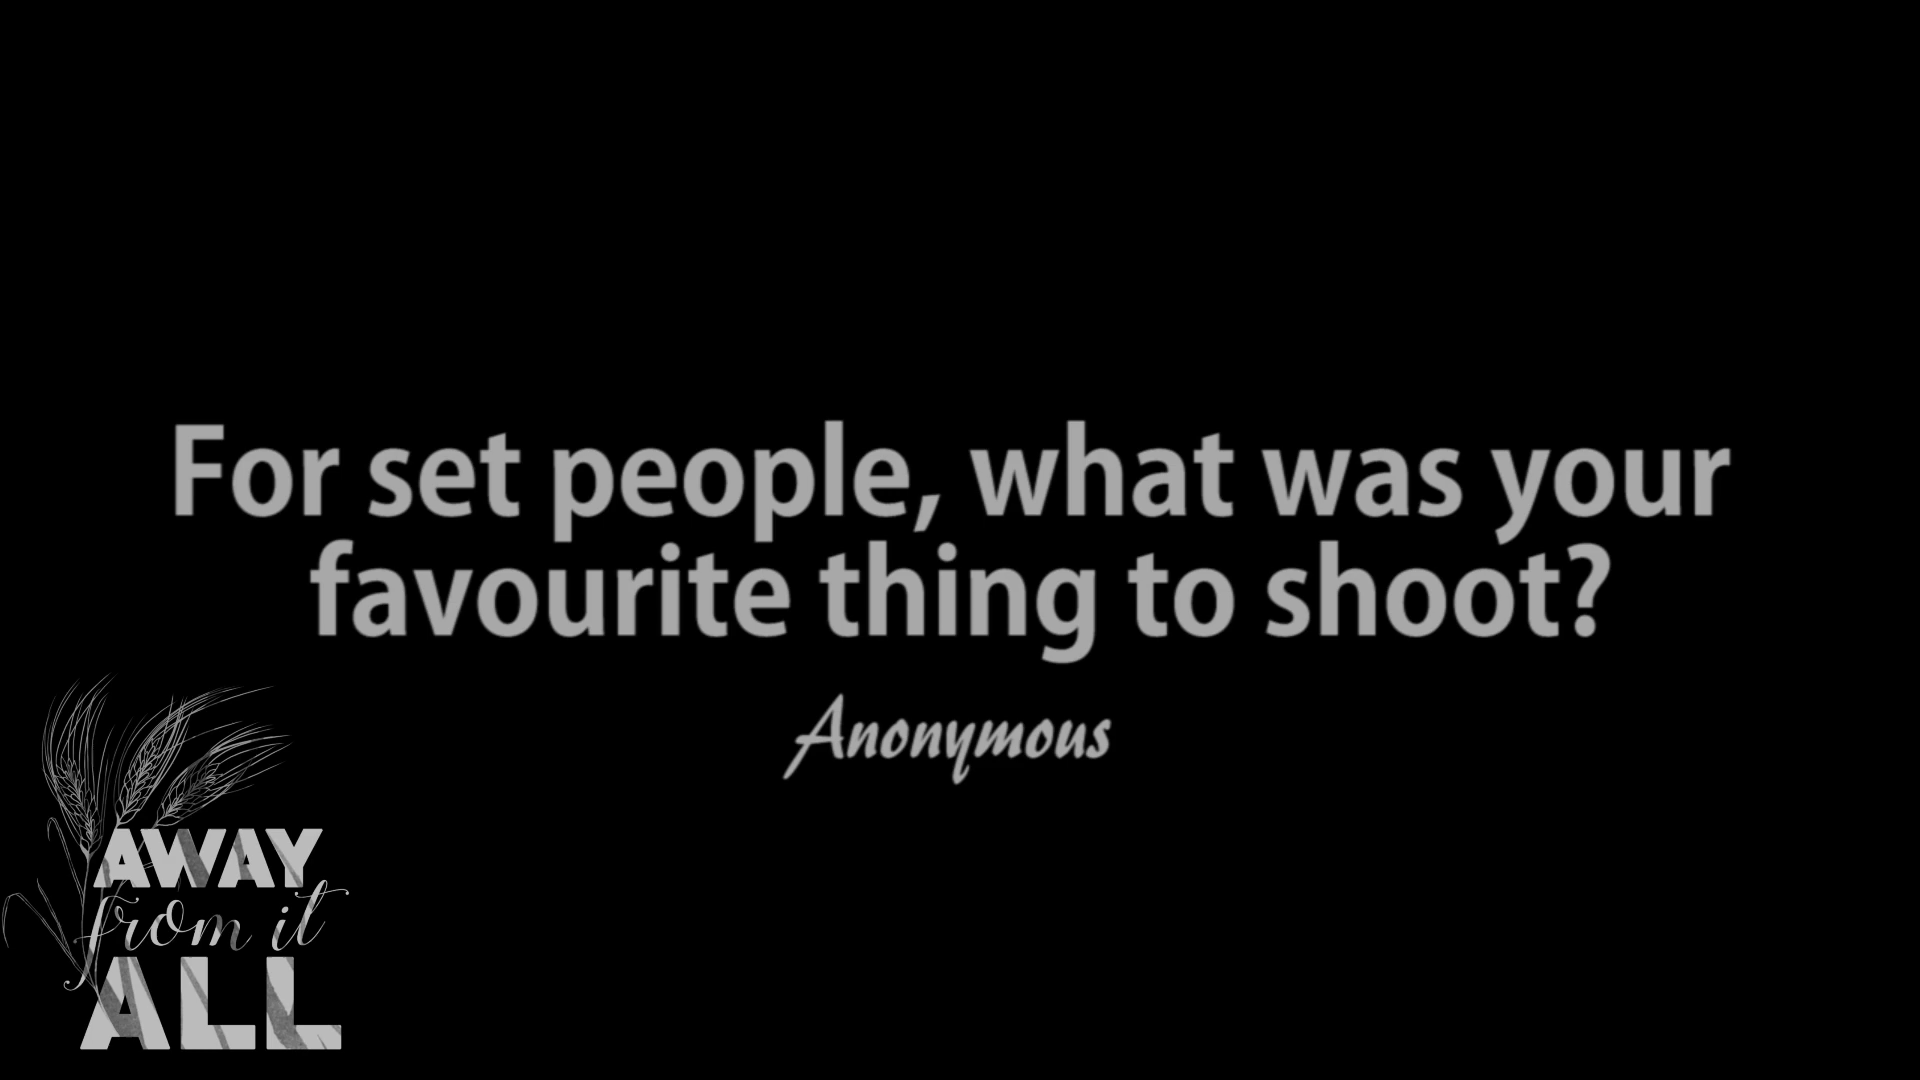 For set people, what was your
favourite thing to shoot?
Anonymous
AWAY
from it
ALL